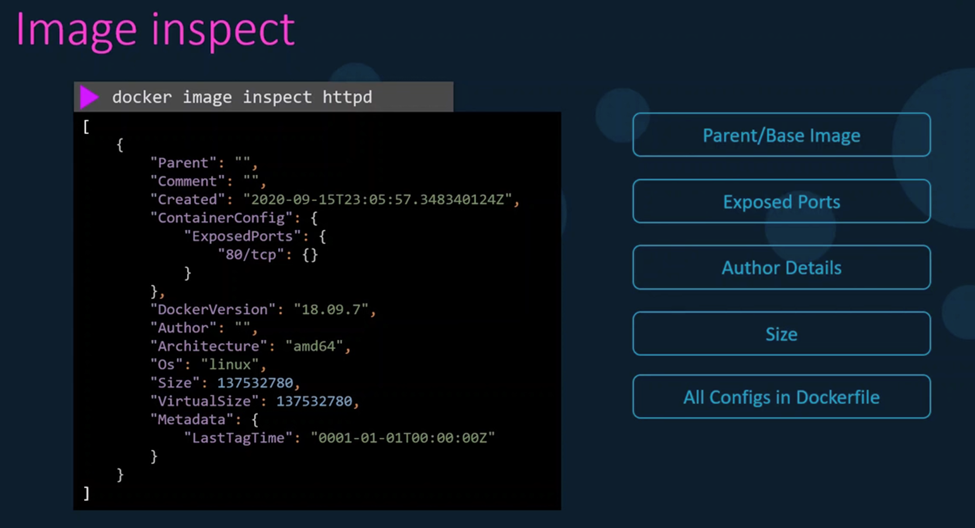 Image inspect
docker image inspect httpd
[
    {
        "Parent": "",
        "Comment": "",
        "Created": "2020-09-15T23:05:57.348340124Z",
        "ContainerConfig": {
            "ExposedPorts": {
                "80/tcp": {}
            }
        },
        "DockerVersion": "18.09.7",
        "Author": "",
        "Architecture": "amd64",
        "Os": "linux",
        "Size": 137532780,
        "VirtualSize": 137532780,
        "Metadata": {
            "LastTagTime": "0001-01-01T00:00:00Z"
        }
    }
]
Parent/Base Image
Exposed Ports
Author Details
Size
All Configs in Dockerfile